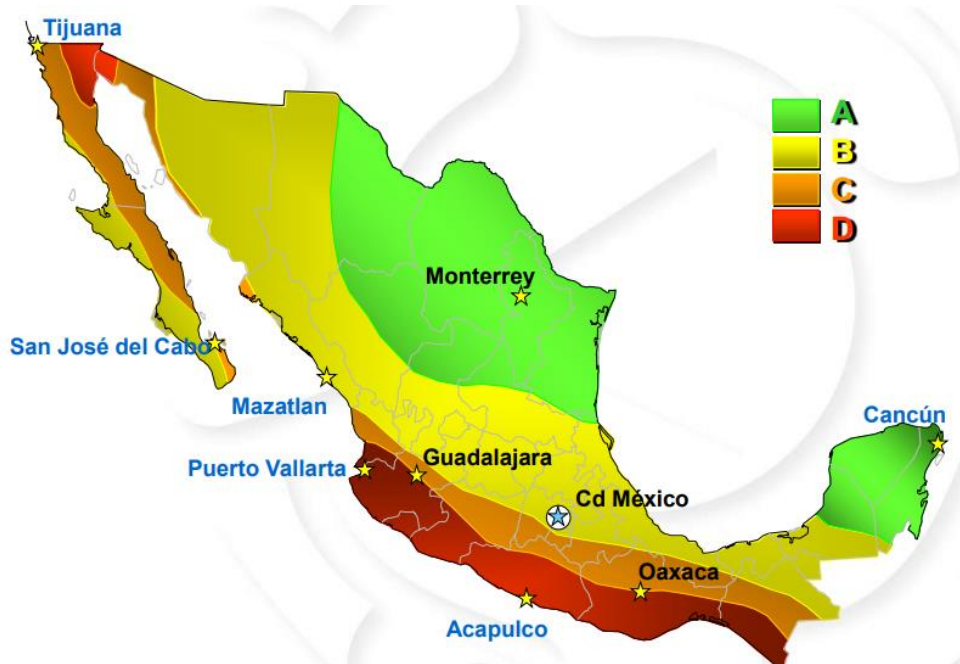 Tijuana
A
B
C
D
Monterrey
San José del Cabo
Mazatlan
Cancún
Puerto Vallarta
Guadalajara
Cd México
Oaxaca
Acapulco